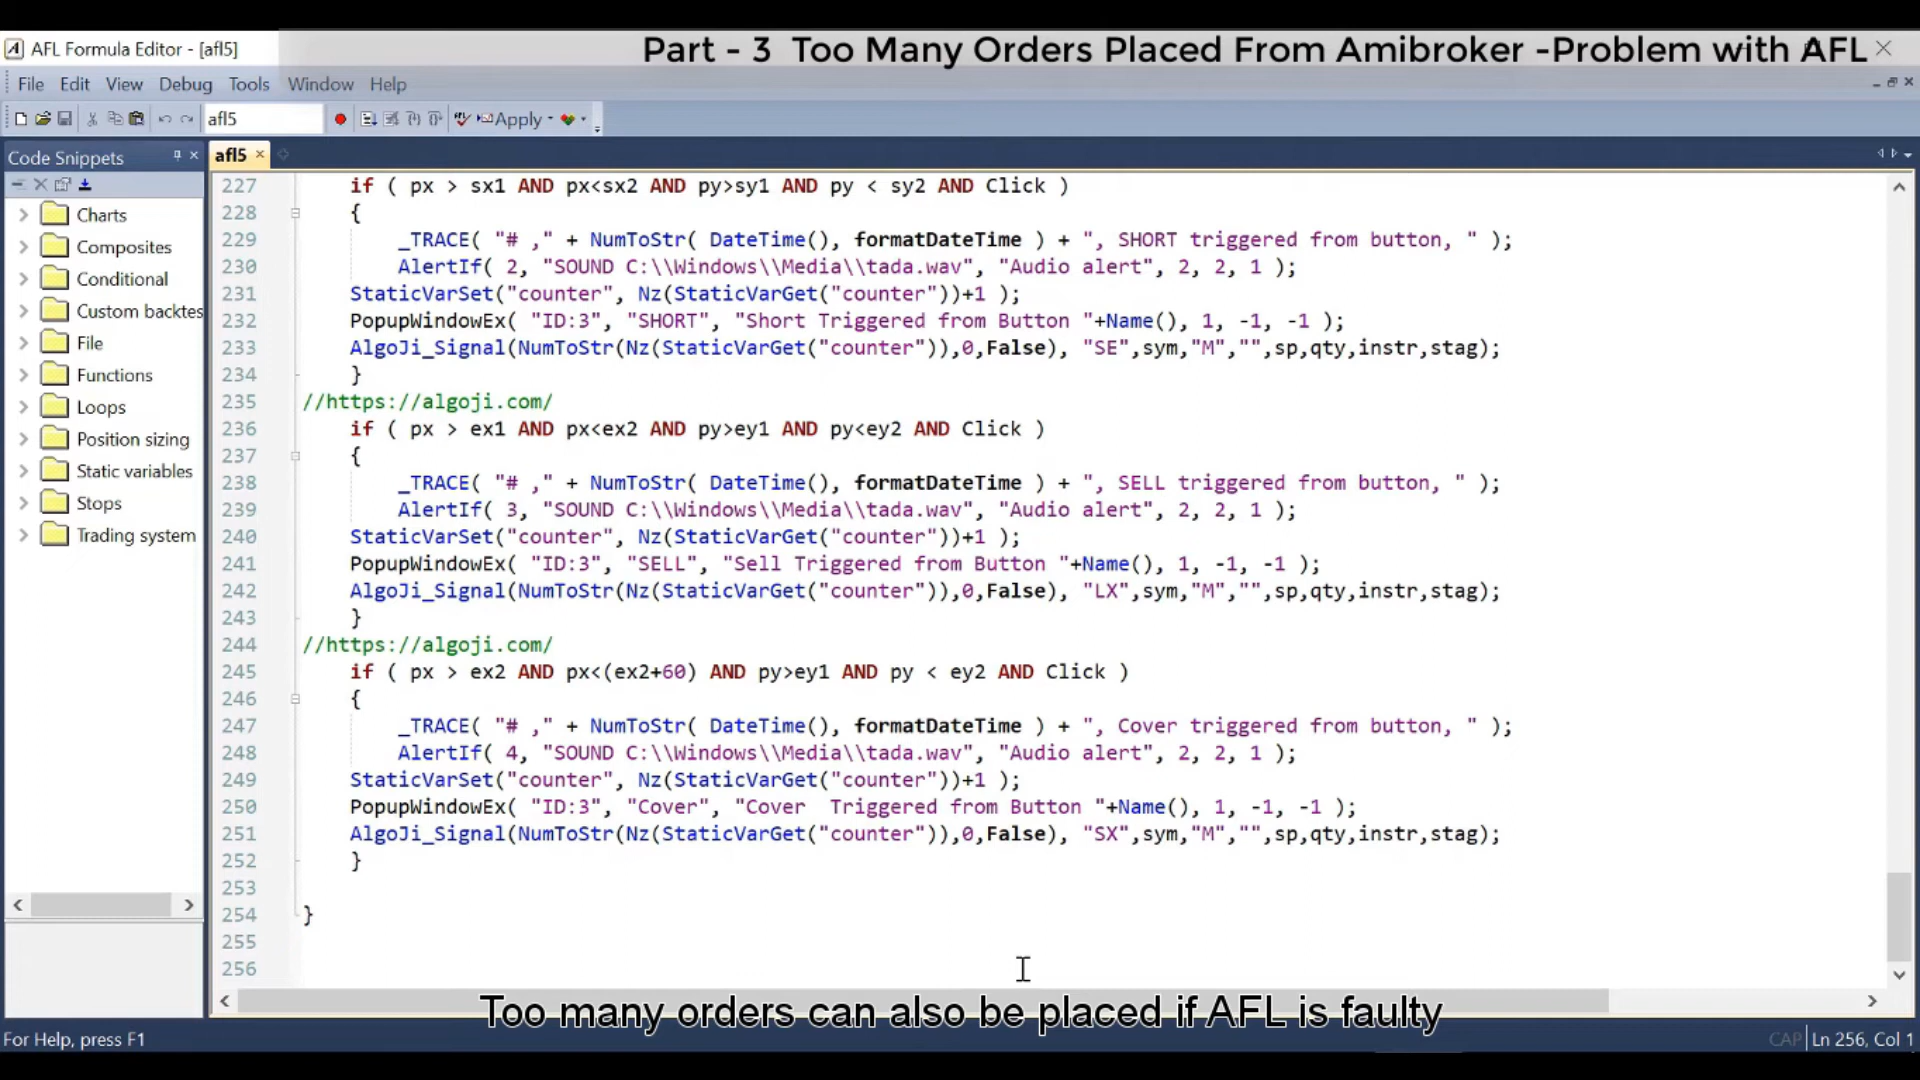 AFL Formula Editor - [afl5]
Part - 3 Too Many Orders Placed From Amibroker -Problem with AFL
File Edit View Debug Tools Window Help
afl5
Apply
Code Snippets
afl5
Charts
Composites
Conditional
Custom backtes
File
Functions
Loops
Position sizing
Static variables
Stops
Trading system
227 if ( px > sx1 AND px<sx2 AND py>sy1 AND py < sy2 AND Click )
228 {
229 _TRACE( "# ," + NumToStr( DateTime(), formatDateTime ) + ", SHORT triggered from button, " );
230 AlertIf( 2, "SOUND C:\\Windows\\Media\\tada.wav", "Audio alert", 2, 2, 1 );
231 StaticVarSet("counter", Nz(StaticVarGet("counter"))+1 );
232 PopupWindowEx( "ID:3", "SHORT", "Short Triggered from Button "+Name(), 1, -1, -1 );
233 AlgoJi_Signal(NumToStr(Nz(StaticVarGet("counter")),0,False), "SE",sym,"M","",sp,qty,instr,stag);
234 }
235 //https://algoji.com/
236 if ( px > ex1 AND px<ex2 AND py>ey1 AND py<ey2 AND Click )
237 {
238 _TRACE( "# ," + NumToStr( DateTime(), formatDateTime ) + ", SELL triggered from button, " );
239 AlertIf( 3, "SOUND C:\\Windows\\Media\\tada.wav", "Audio alert", 2, 2, 1 );
240 StaticVarSet("counter", Nz(StaticVarGet("counter"))+1 );
241 PopupWindowEx( "ID:3", "SELL", "Sell Triggered from Button "+Name(), 1, -1, -1 );
242 AlgoJi_Signal(NumToStr(Nz(StaticVarGet("counter")),0,False), "LX",sym,"M","",sp,qty,instr,stag);
243 }
244 //https://algoji.com/
245 if ( px > ex2 AND px<(ex2+60) AND py>ey1 AND py < ey2 AND Click )
246 {
247 _TRACE( "# ," + NumToStr( DateTime(), formatDateTime ) + ", Cover triggered from button, " );
248 AlertIf( 4, "SOUND C:\\Windows\\Media\\tada.wav", "Audio alert", 2, 2, 1 );
249 StaticVarSet("counter", Nz(StaticVarGet("counter"))+1 );
250 PopupWindowEx( "ID:3", "Cover", "Cover  Triggered from Button "+Name(), 1, -1, -1 );
251 AlgoJi_Signal(NumToStr(Nz(StaticVarGet("counter")),0,False), "SX",sym,"M","",sp,qty,instr,stag);
252 }
253
254 }
255
256
Too many orders can also be placed if AFL is faulty
For Help, press F1
CAP
Ln 256, Col 1